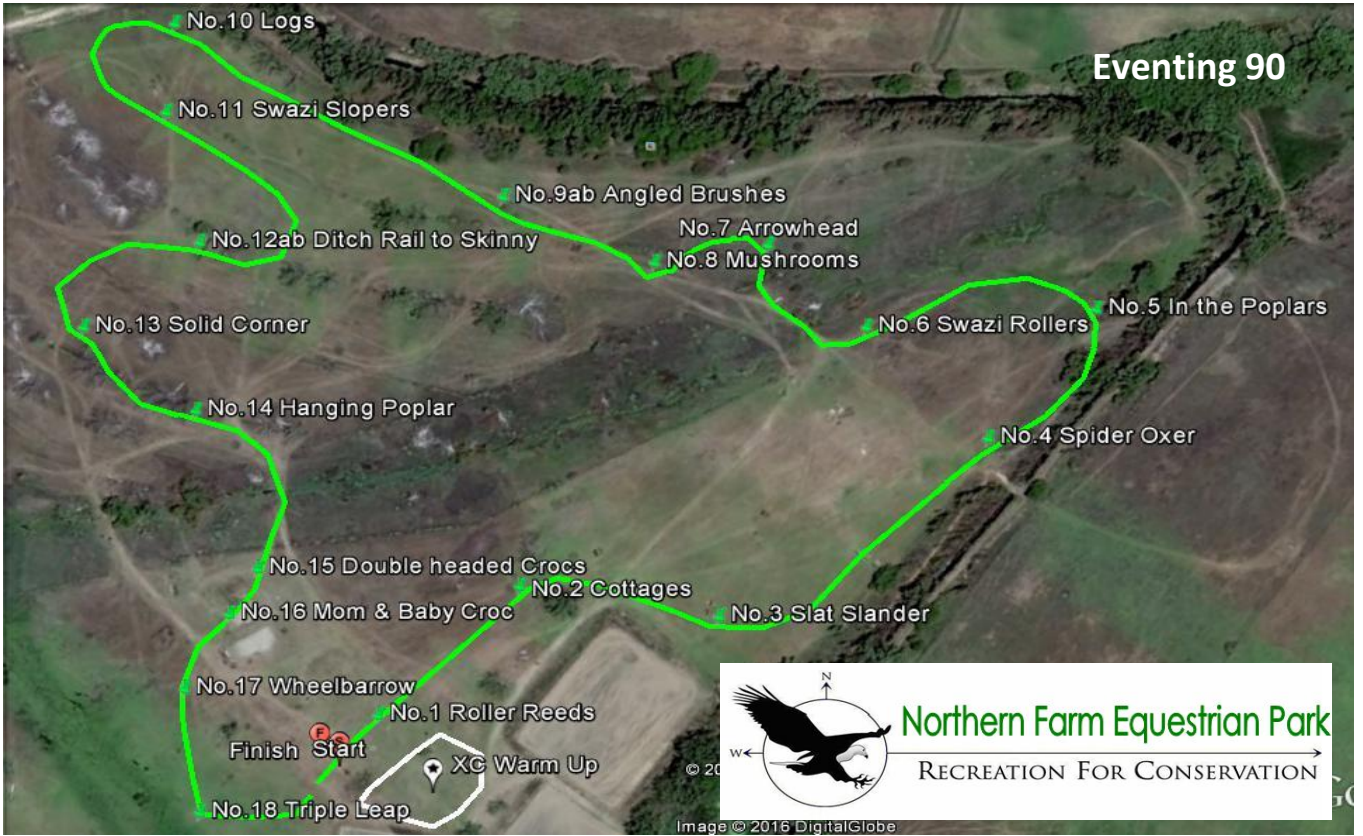 No.10 Logs
Eventing 90
No.11 Swazi Slopers
No.9ab Angled Brushes
No.12ab Ditch Rail to Skinny
No.7 Arrowhead
No.8 Mushrooms
No.5 In the Poplars
No.13 Solid Corner
No.6 Swazi Rollers
No.14 Hanging Poplar
No.4 Spider Oxer
No.15 Double headed Crocs
No.2 Cottages
No.16 Mom & Baby Croc
No.3 Slat Slander
No.17 Wheelbarrow
No.1 Roller Reeds
F
S
Finish Start
XC Warm Up
No.18 Triple Leap
N
W
Northern Farm Equestrian Park
RECREATION FOR CONSERVATION
© 20
Go
Image © 2016 DigitalGlobe